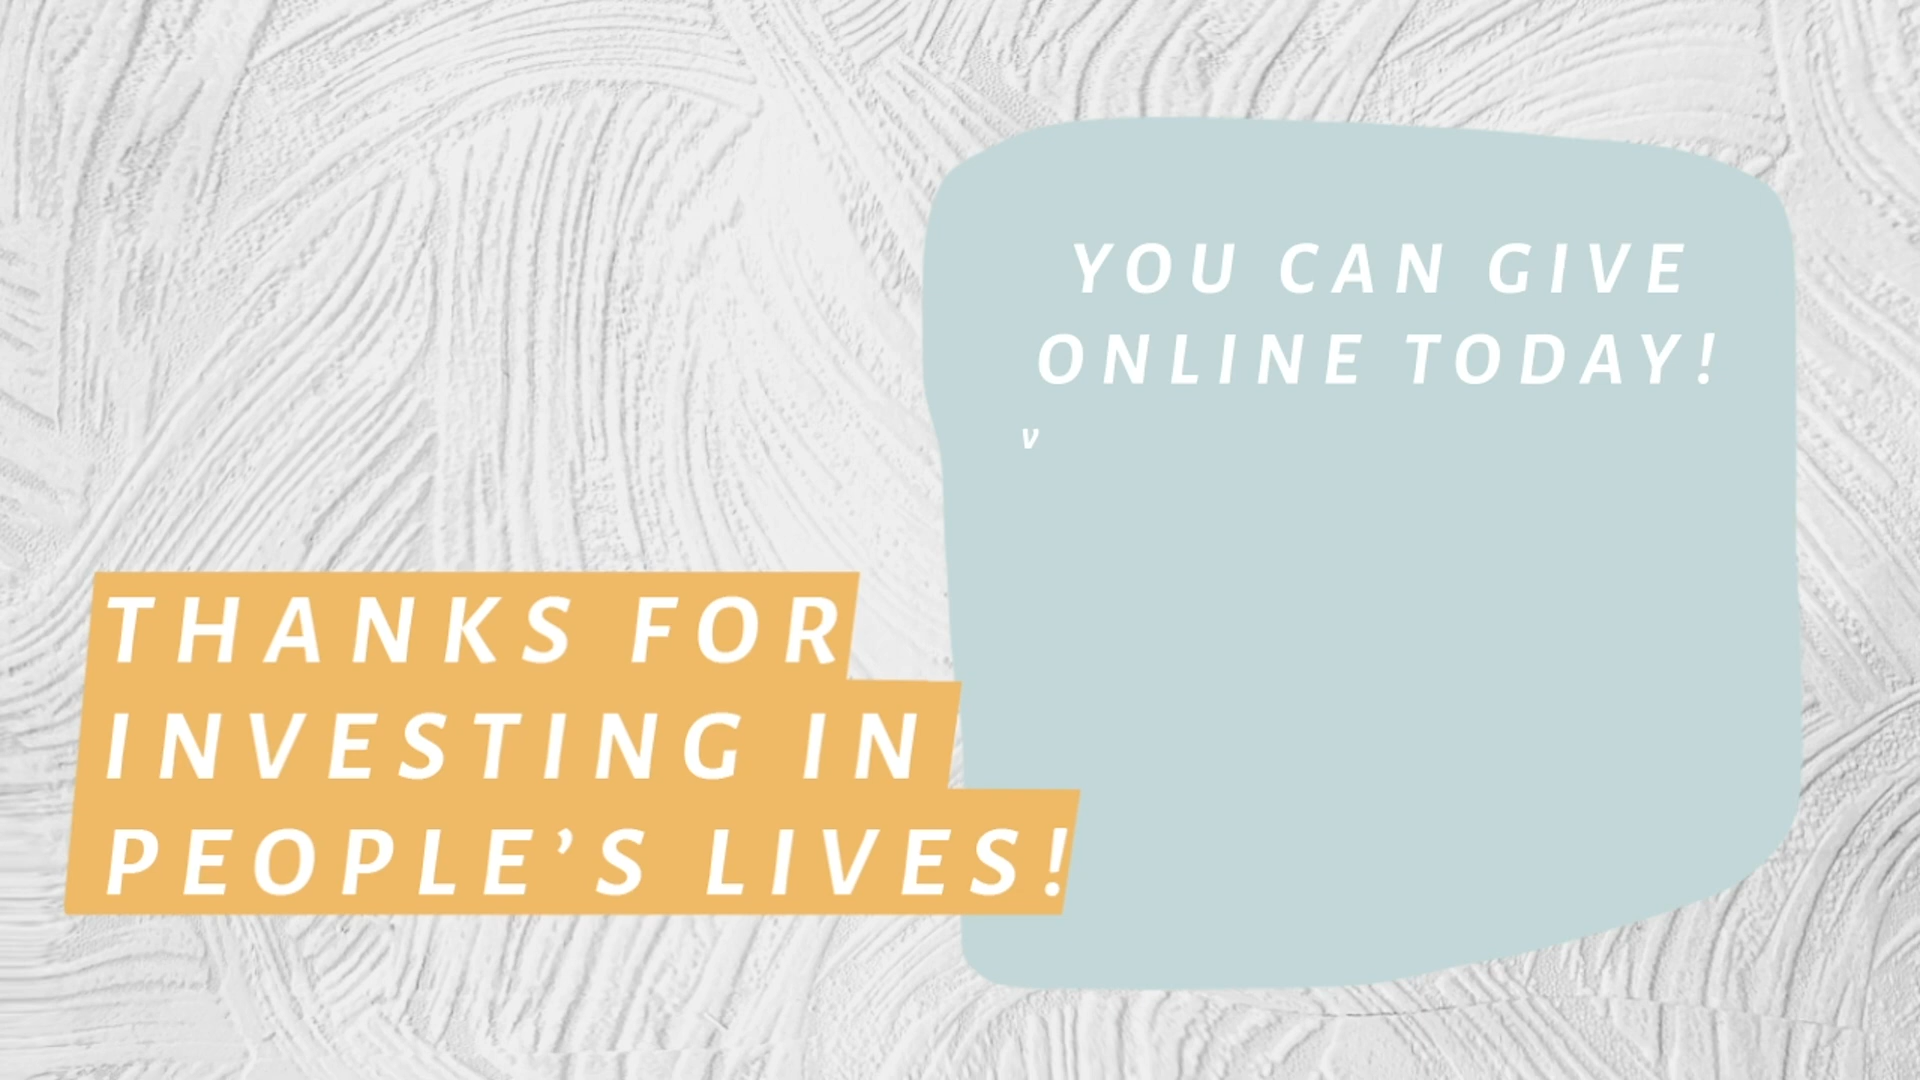 YOU CAN GIVE
ONLINE TODAY!
v
THANKS FOR
INVESTING IN
PEOPLE’S LIVES!